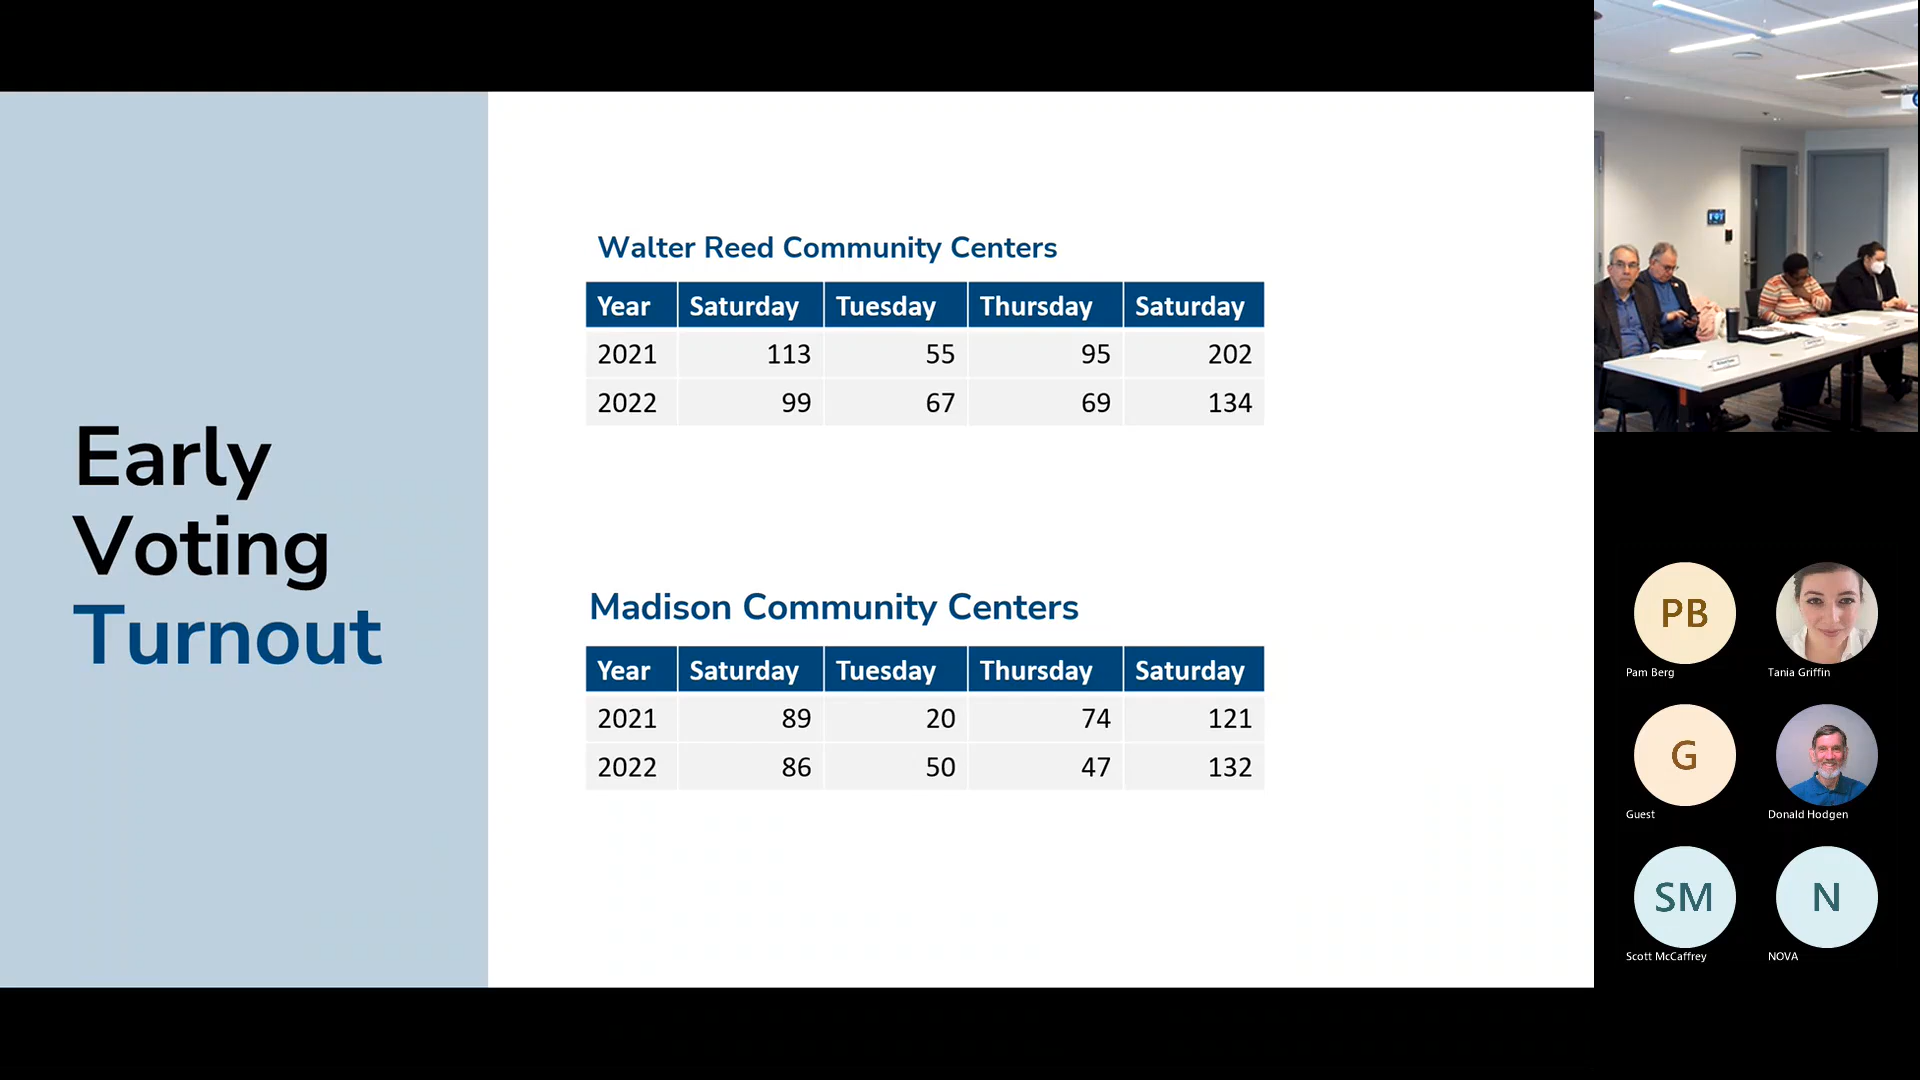 Early
Voting
Turnout
Walter Reed Community Centers
Year Saturday Tuesday Thursday Saturday
2021 113 55 95 202
2022 99 67 69 134
Madison Community Centers
Year Saturday Tuesday Thursday Saturday
2021 89 20 74 121
2022 86 50 47 132
PB
Pam Berg
Tania Griffin
G
Guest
Donald Hodgen
SM
Scott McCaffrey
N
NOVA